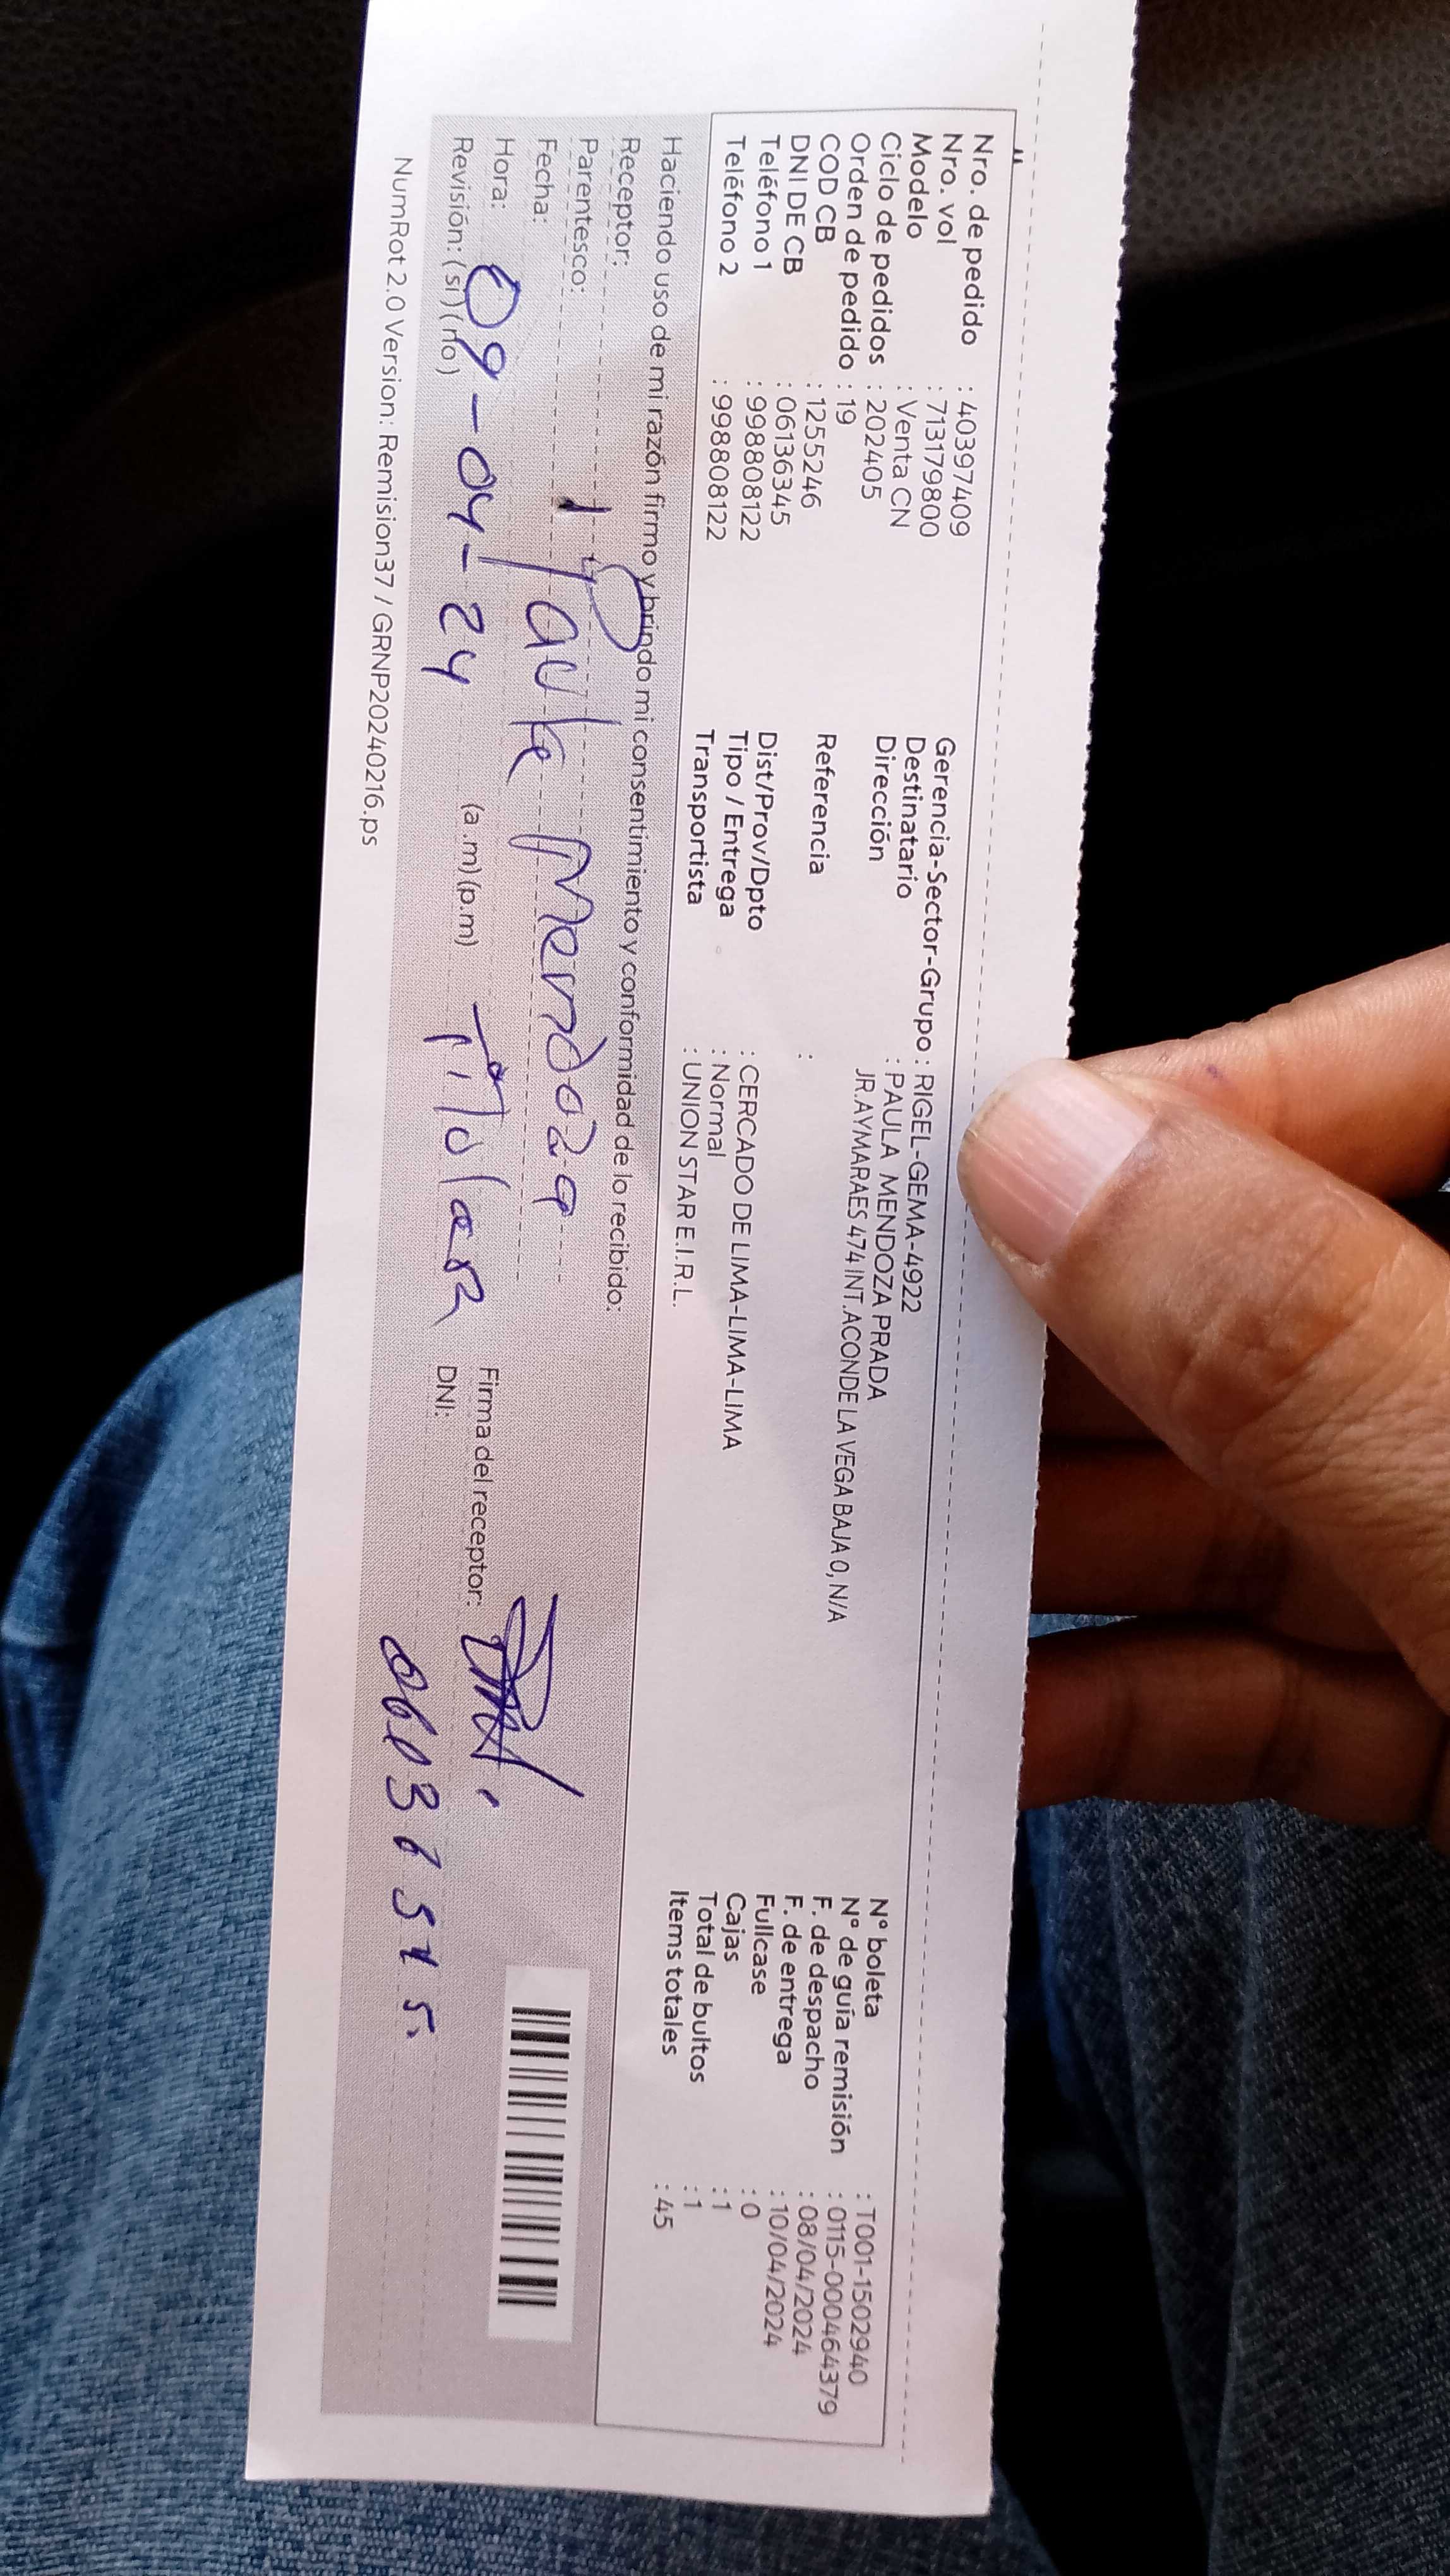 Nro. de pedido : 40397409
Nro. vol : 713179800
Modelo : Venta CN
Ciclo de pedidos : 202405
Orden de pedido : 19
COD CB : 1255246
DNI DE CB : 06136345
Teléfono 1 : 998808122
Teléfono 2 : 998808122
Gerencia-Sector-Grupo : RIGEL-GEMA-4922
Destinatario : PAULA MENDOZA PRADA
Dirección JR.AYMARAES 474 INT.ACONDE LA VEGA BAJA 0, N/A
Referencia :
Dist/Prov/Dpto : CERCADO DE LIMA-LIMA-LIMA
Tipo / Entrega : Normal
Transportista : UNION STAR E.I.R.L.
N° boleta : T001-1502940
N° de guía remisión : 0115-000464379
F. de despacho : 08/04/2024
F. de entrega : 10/04/2024
Fullcase : 0
Cajas : 1
Total de bultos : 1
Items totales : 45
Haciendo uso de mi razón firmo y brindo mi consentimiento y conformidad de lo recibido:
Receptor:
Parentesco:
Fecha: Paula Mendoza
Hora: 09-04-24 (a.m) (p.m) Titular
Revisión: (si) (no)
Firma del receptor:
DNI: 06136345
NumRot 2.0 Version: Remision37 / GRNP20240216.ps